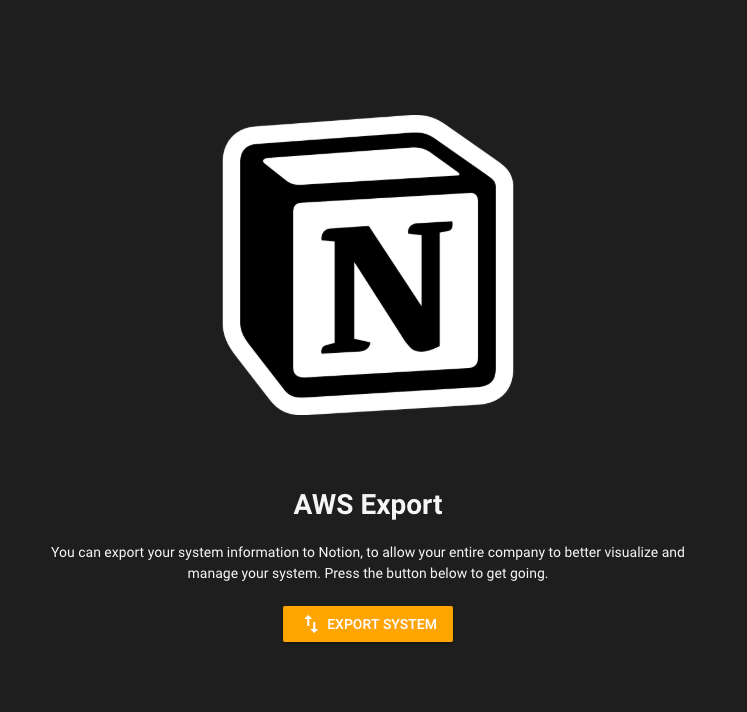 N
AWS Export
You can export your system information to Notion, to allow your entire company to better visualize and
manage your system. Press the button below to get going.
EXPORT SYSTEM